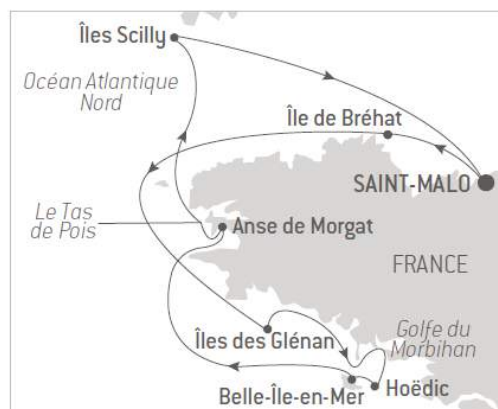 Îles Scilly
Océan Atlantique
Nord
Île de Bréhat
SAINT-MALO
Le Tas
de Pois
Anse de Morgat
FRANCE
Îles des Glénan
Golfe du
Morbihan
Belle-Île-en-Mer
Hoëdic